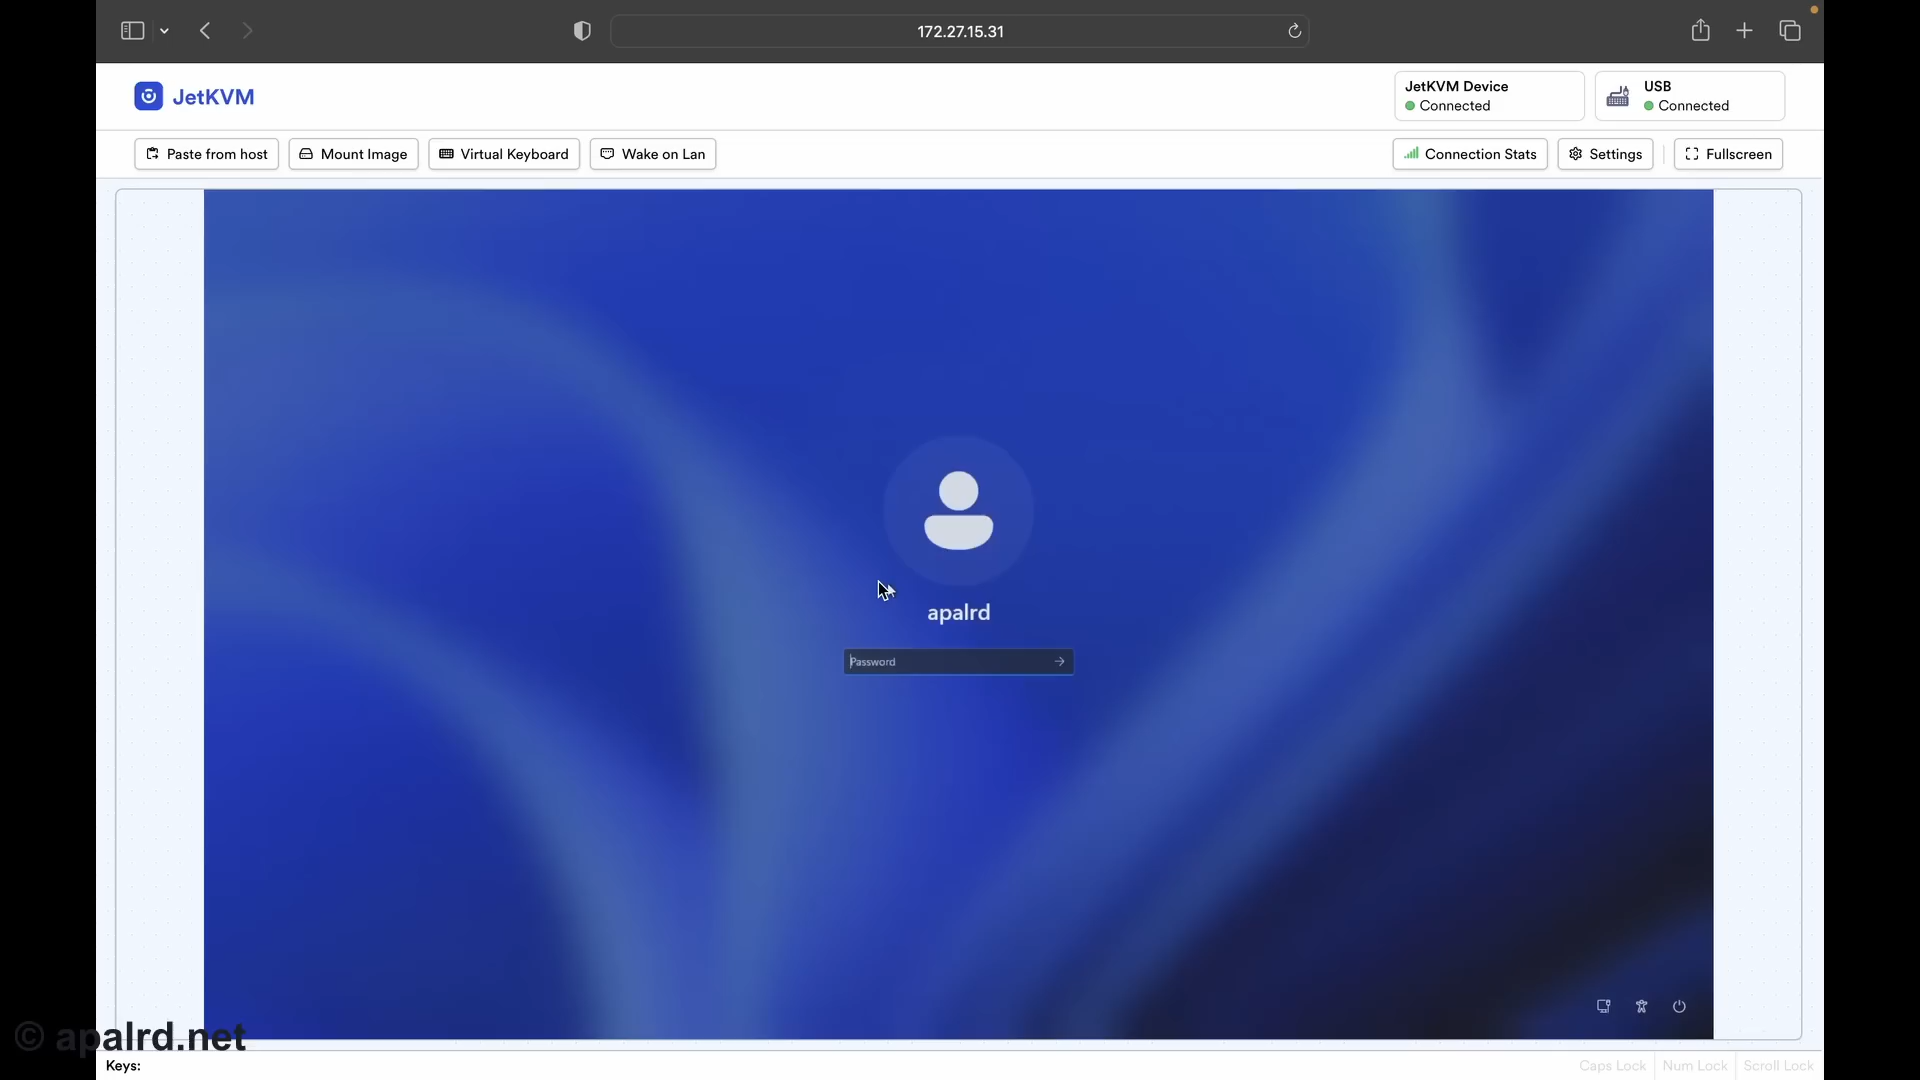 172.27.15.31
JetKVM
JetKVM Device
Connected
USB
Connected
Paste from host
Mount Image
Virtual Keyboard
Wake on Lan
Connection Stats
Settings
Fullscreen
apalrd
Password
© apalrd.net
Keys:
Caps Lock
Num Lock
Scroll Lock